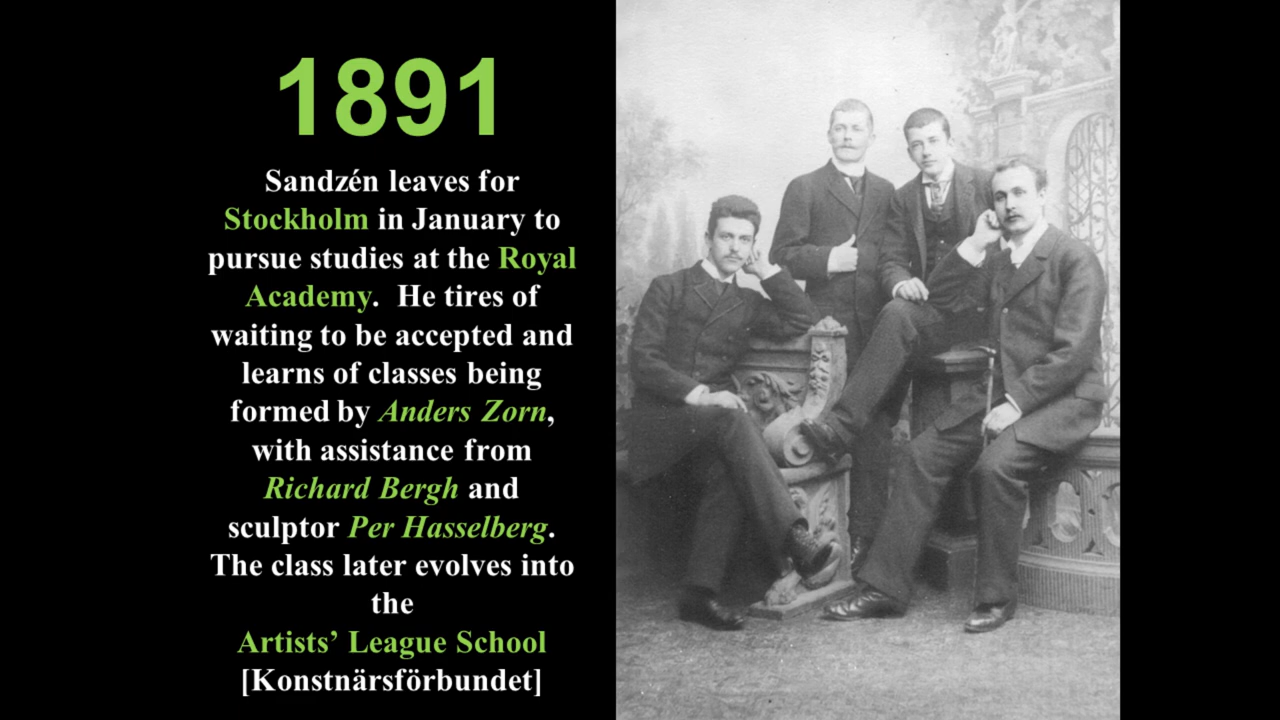 1891
Sandzén leaves for
Stockholm in January to
pursue studies at the Royal
Academy.  He tires of
waiting to be accepted and
learns of classes being
formed by Anders Zorn,
with assistance from
Richard Bergh and
sculptor Per Hasselberg.
The class later evolves into
the
Artists’ League School
[Konstnärsförbundet]